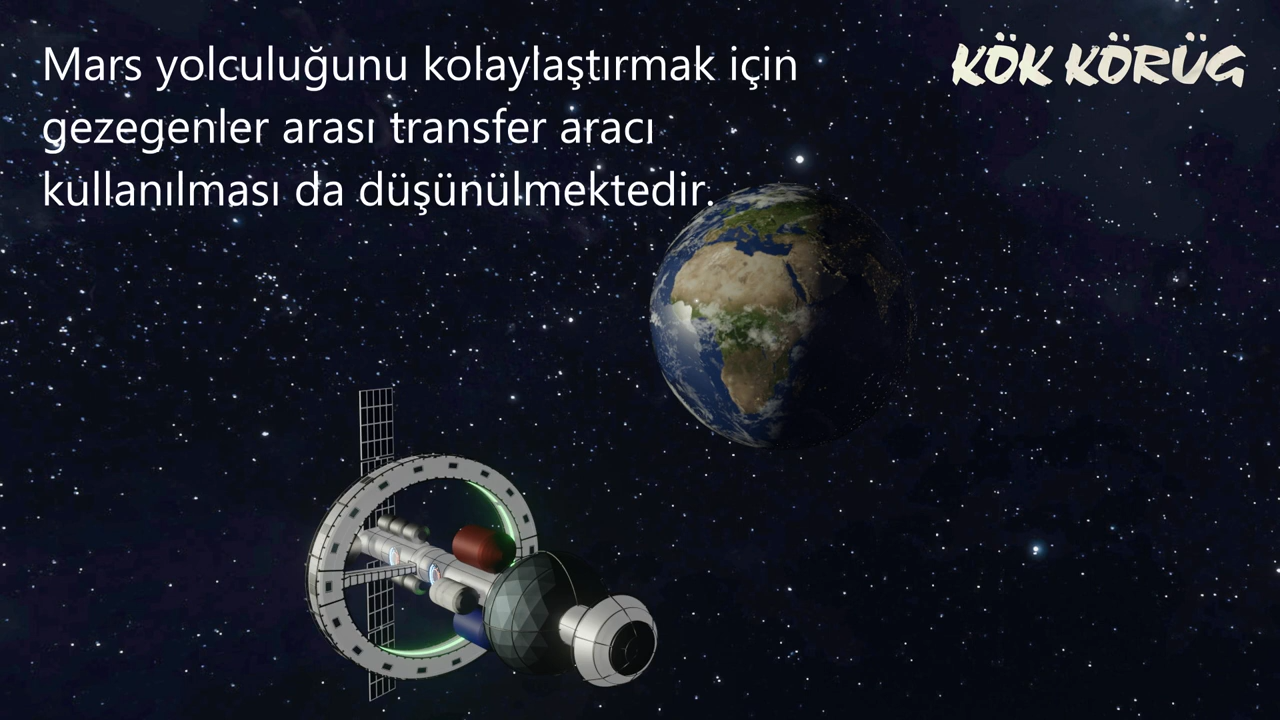 Mars yolculuğunu kolaylaştırmak için
gezegenler arası transfer aracı
kullanılması da düşünülmektedir.
KÖK KÖRÜG